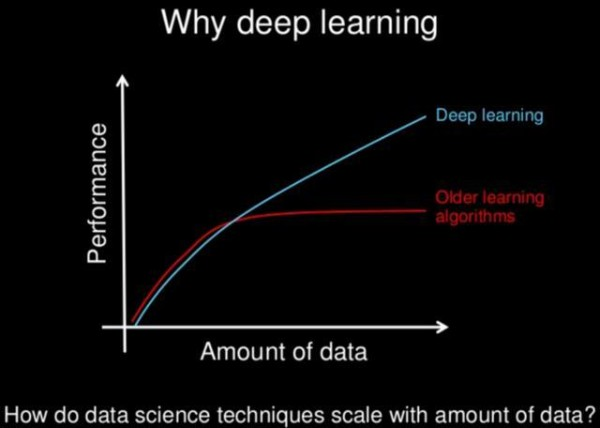 Why deep learning
Deep learning
Performance
Older learning
algorithms
Amount of data
How do data science techniques scale with amount of data?